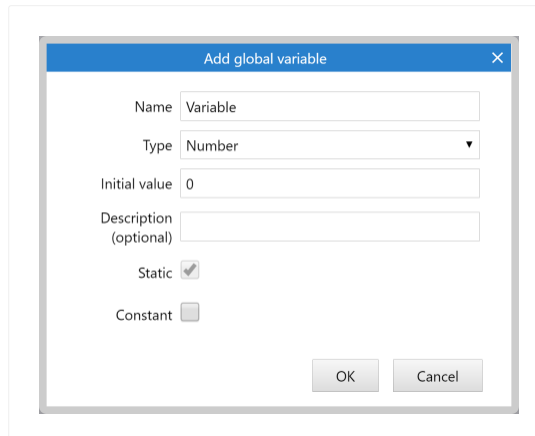 Add global variable
Name Variable
Type Number
Initial value 0
Description
(optional)
Static
Constant
OK Cancel